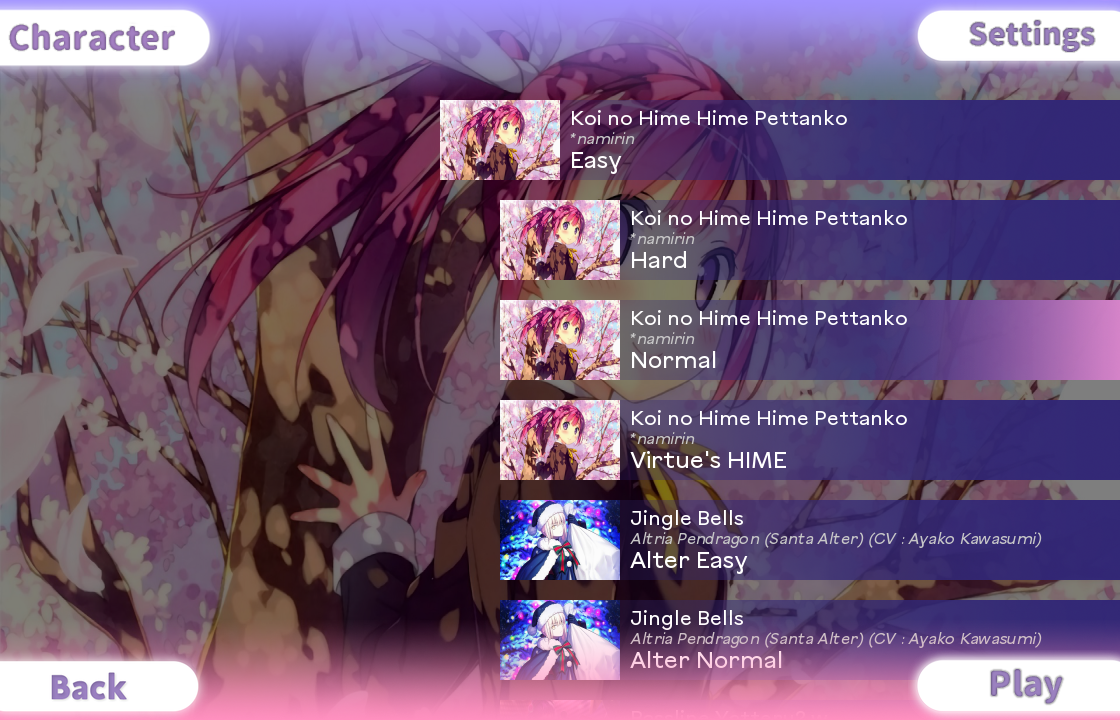 Character
Settings
Koi no Hime Hime Pettanko
*namirin
Easy
Koi no Hime Hime Pettanko
*namirin
Hard
Koi no Hime Hime Pettanko
*namirin
Normal
Koi no Hime Hime Pettanko
*namirin
Virtue's HIME
Jingle Bells
Altria Pendragon (Santa Alter) (CV : Ayako Kawasumi)
Alter Easy
Jingle Bells
Altria Pendragon (Santa Alter) (CV : Ayako Kawasumi)
Alter Normal
Back
Play